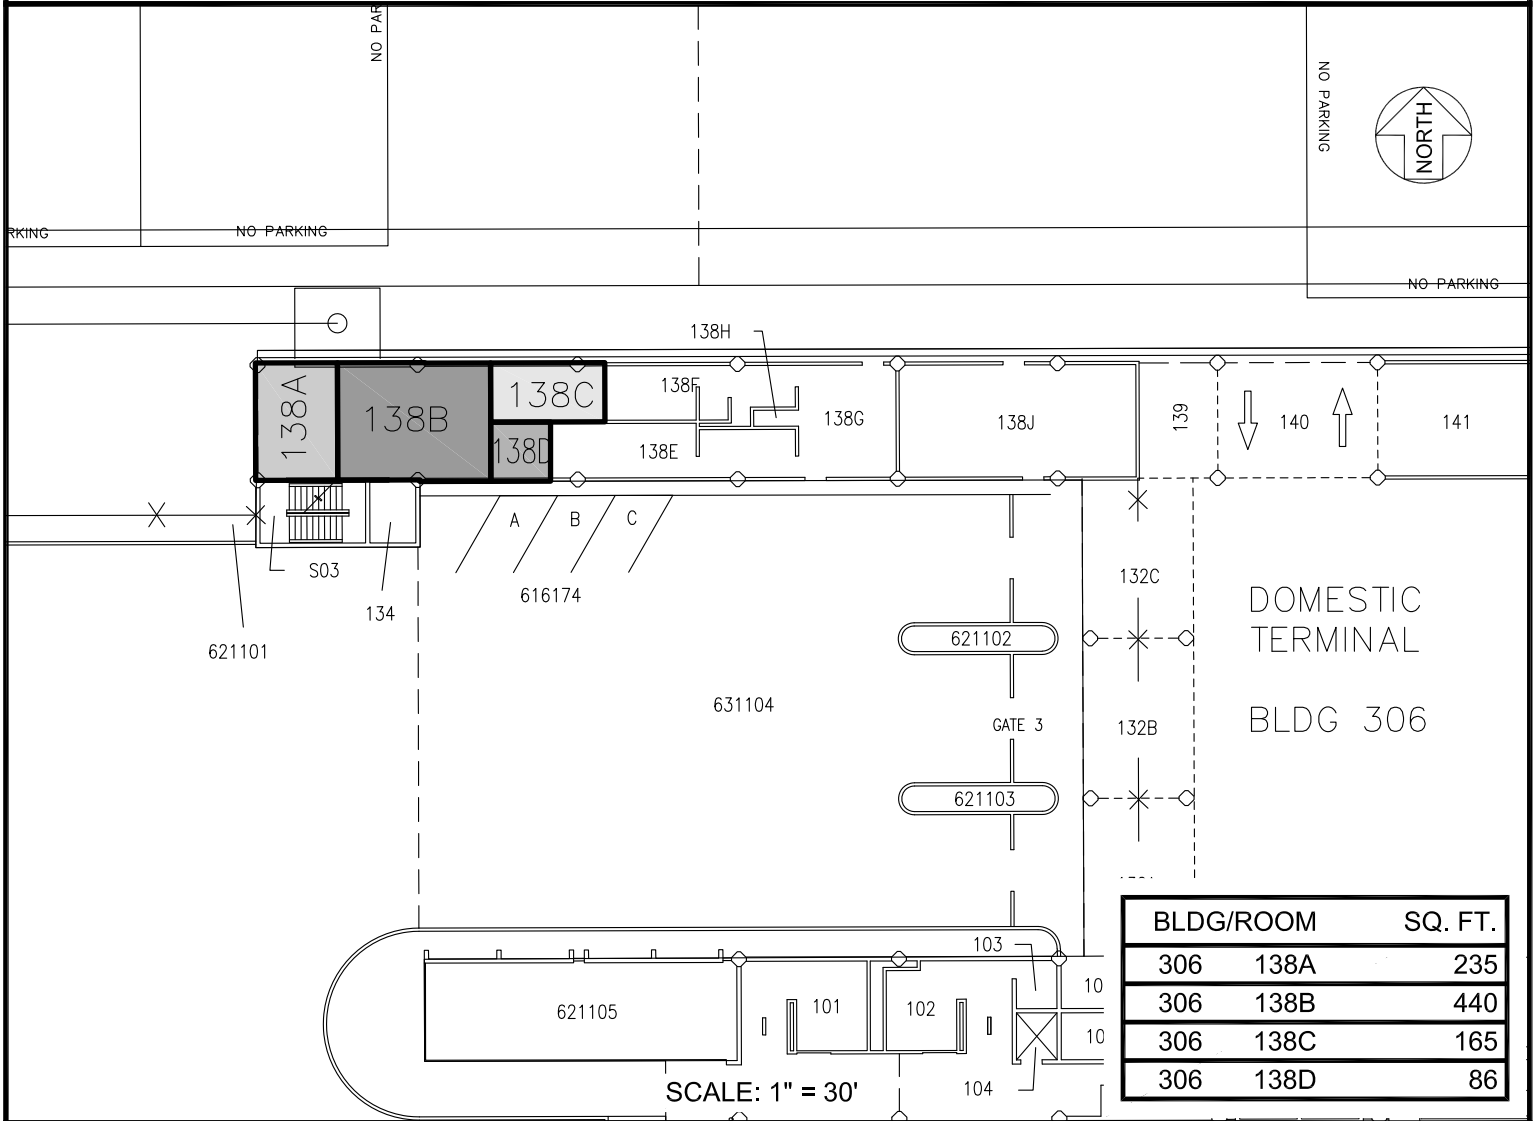 NO PAR
NO PARKING
NORTH
RKING
NO PARKING
NO PARKING
138H
138A
138B
138C
138F
138D
138E
138G
138J
139
140
141
A
B
C
S03
134
616174
132C
621101
621102
DOMESTIC
TERMINAL
631104
GATE 3
132B
BLDG 306
621103
103
621105
101
102
10
10
104
SCALE: 1" = 30'
BLDG/ROOM SQ. FT.
306 138A 235
306 138B 440
306 138C 165
306 138D 86